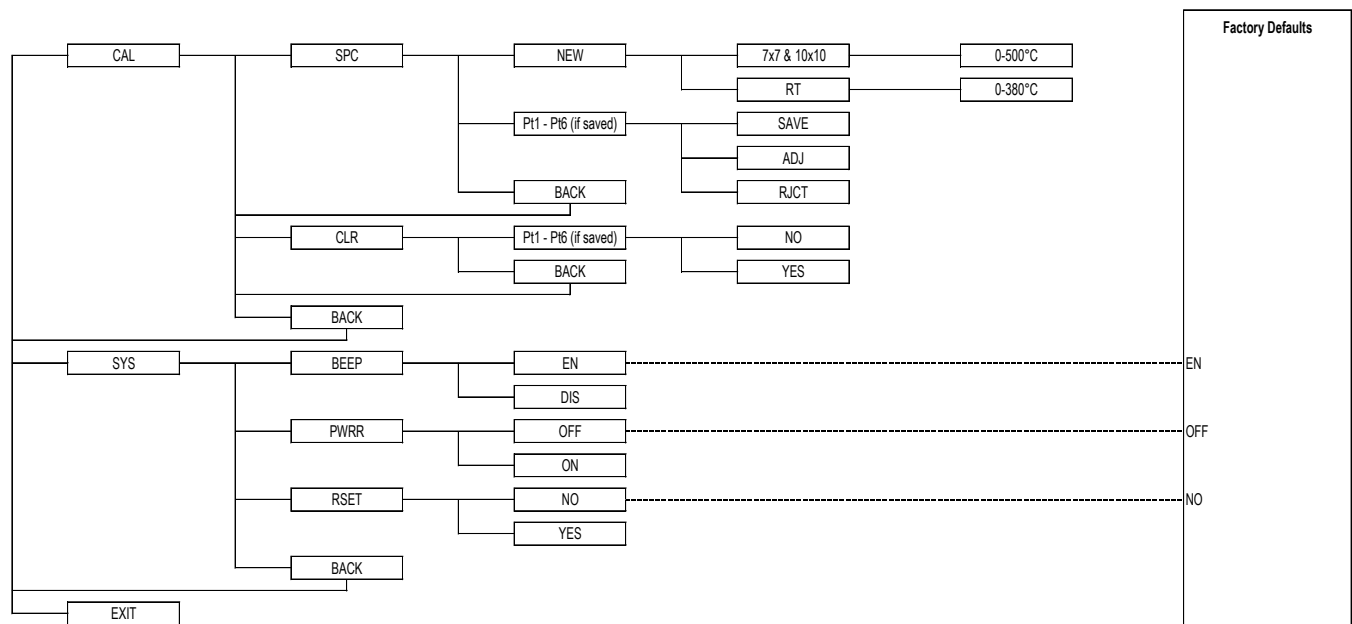 Factory Defaults
CAL SPC NEW 7x7 & 10x10 0-500°C
RT 0-380°C
Pt1 - Pt6 (if saved) SAVE
ADJ
BACK RJCT
CLR Pt1 - Pt6 (if saved) NO
BACK YES
BACK
SYS BEEP EN EN
DIS
PWRR OFF OFF
ON
RSET NO NO
YES
BACK
EXIT